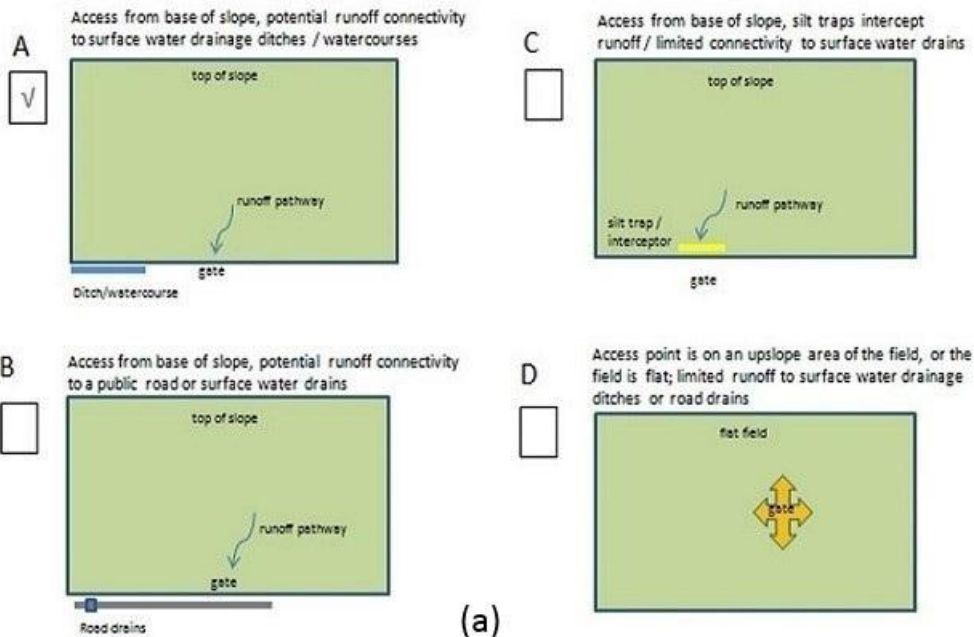 A
Access from base of slope, potential runoff connectivity
to surface water drainage ditches / watercourses
√
top of slope
runoff pathway
gate
Ditch/watercourse
C
Access from base of slope, silt traps intercept
runoff / limited connectivity to surface water drains
top of slope
runoff pathway
silt trap /
interceptor
gate
B
Access from base of slope, potential runoff connectivity
to a public road or surface water drains
top of slope
runoff pathway
gate
Road drains
D
Access point is on an upslope area of the field, or the
field is flat; limited runoff to surface water drainage
ditches or road drains
flat field
gate
(a)